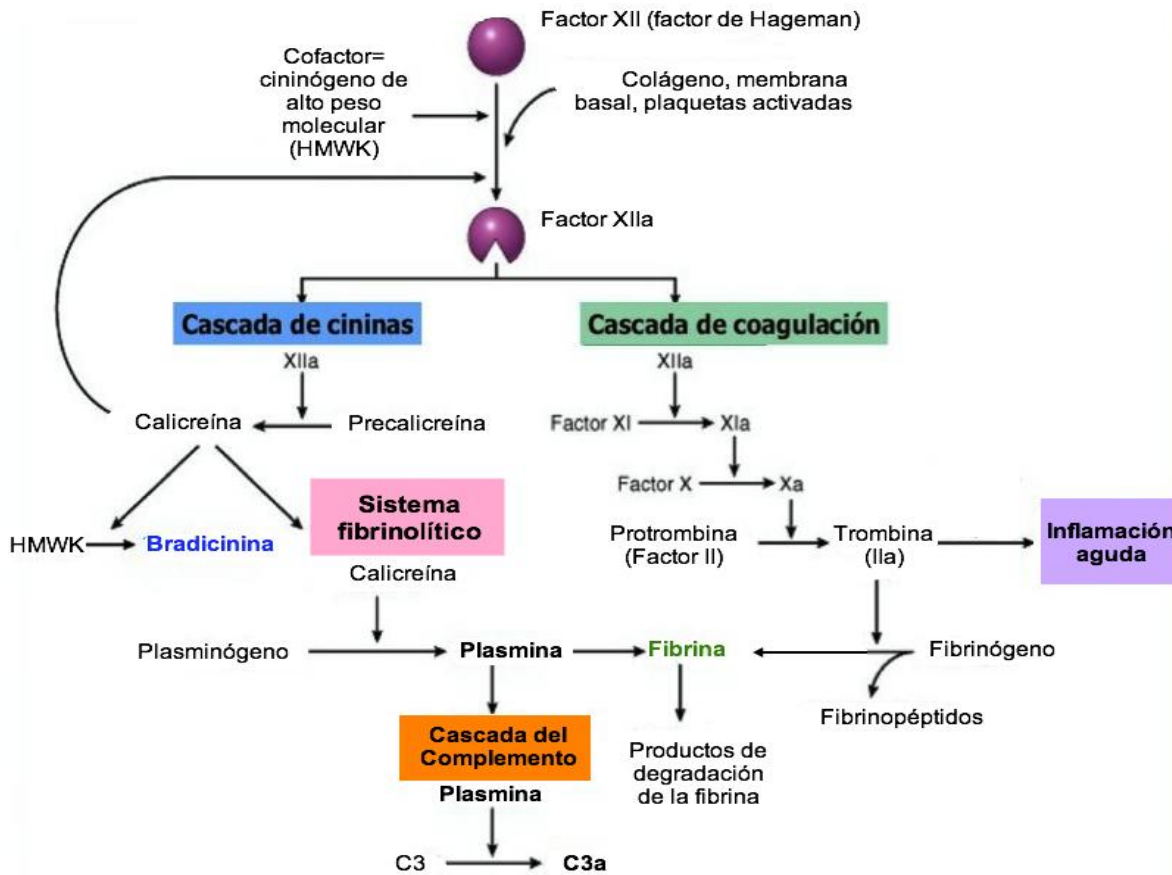 Factor XII (factor de Hageman)
Cofactor=
cininógeno de
alto peso
molecular
(HMWK)
Colágeno, membrana
basal, plaquetas activadas
Factor XIIa
Cascada de cininas
Cascada de coagulación
XIIa
XIIa
Calicreína
Precalicreína
Factor XI
XIa
Factor X
Xa
HMWK
Bradicinina
Sistema
fibrinolítico
Protrombina
(Factor II)
Trombina
(IIa)
Inflamación
aguda
Calicreína
Plasminógeno
Plasmina
Fibrina
Fibrinógeno
Fibrinopéptidos
Cascada del
Complemento
Productos de
degradación
de la fibrina
Plasmina
C3
C3a